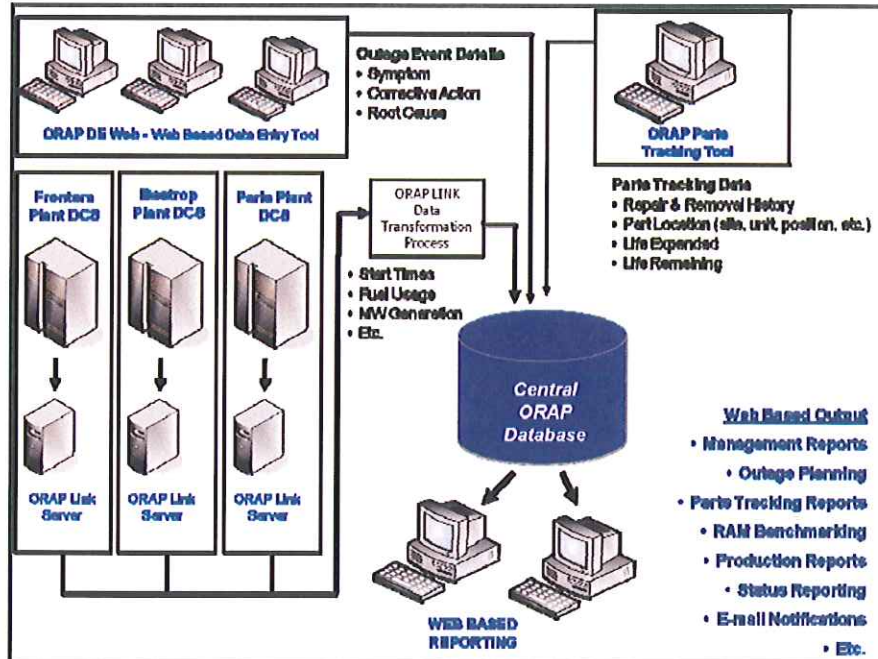 Outage Event Details
• Symptom
• Corrective Action
• Root Cause
ORAP DE Web - Web Based Data Entry Tool
ORAP Parts
Tracking Tool
Parts Tracking Data
• Repair & Removal History
• Part Location (site, unit, position, etc.)
• Life Expended
• Life Remaining
Frontera
Plant DCS
Bastrop
Plant DCS
Paris Plant
DCS
ORAP LINK
Data
Transformation
Process
• Start Times
• Fuel Usage
• MW Generation
• Etc.
ORAP Link
Server
ORAP Link
Server
ORAP Link
Server
Central
ORAP
Database
WEB BASED
REPORTING
Web Based Output
• Management Reports
• Outage Planning
• Parts Tracking Reports
• RAM Benchmarking
• Production Reports
• Status Reporting
• E-mail Notifications
• Etc.